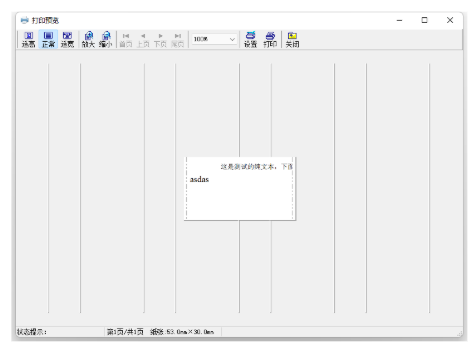 打印预览
适高 正常 适宽 放大 缩小 首页 上页 下页 尾页 100% 设置 打印 关闭
这是测试的纯文本，下面
asdas
状态提示： 第1页/共1页 纸张:53.0mm×30.0mm